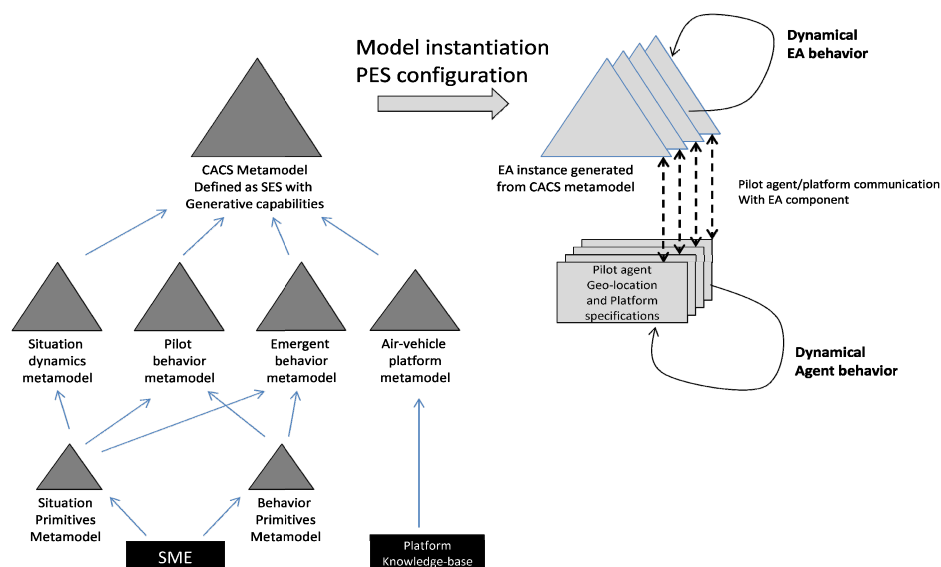 Model instantiation
PES configuration
Dynamical
EA behavior
CACS Metamodel
Defined as SES with
Generative capabilities
EA instance generated
from CACS metamodel
Pilot agent/platform communication
With EA component
Pilot agent
Geo-location
and Platform
specifications
Situation
dynamics
metamodel
Pilot
behavior
metamodel
Emergent
behavior
metamodel
Air-vehicle
platform
metamodel
Dynamical
Agent behavior
Situation
Primitives
Metamodel
Behavior
Primitives
Metamodel
SME
Platform
Knowledge-base